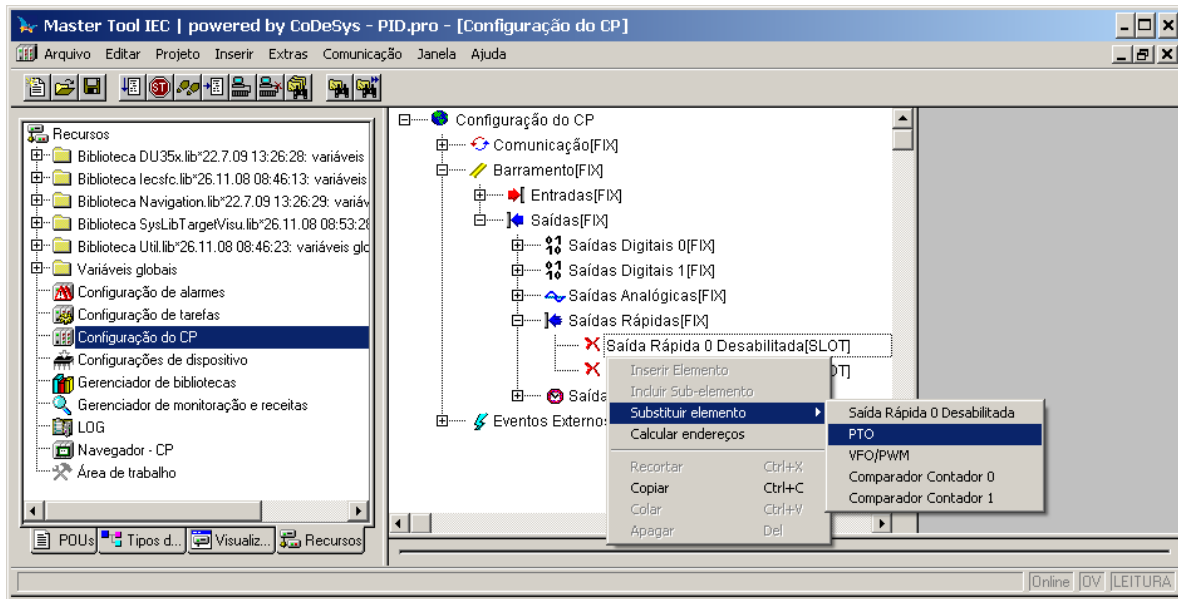 Master Tool IEC | powered by CoDeSys - PID.pro - [Configuração do CP]
Arquivo Editar Projeto Inserir Extras Comunicação Janela Ajuda
Recursos
Biblioteca DU35x.lib*22.7.09 13:26:28: variáveis
Biblioteca Iecsfc.lib*26.11.08 08:46:13: variáveis
Biblioteca Navigation.lib*22.7.09 13:26:29: variáv
Biblioteca SysLibTargetVisu.lib*26.11.08 08:53:28
Biblioteca Util.lib*26.11.08 08:46:23: variáveis glo
Variáveis globais
Configuração de alarmes
Configuração de tarefas
Configuração do CP
Configurações de dispositivo
Gerenciador de bibliotecas
Gerenciador de monitoração e receitas
LOG
Navegador - CP
Área de trabalho
POUs Tipos d... Visualiz... Recursos
Configuração do CP
Comunicação[FIX]
Barramento[FIX]
Entradas[FIX]
Saídas[FIX]
Saídas Digitais 0[FIX]
Saídas Digitais 1[FIX]
Saídas Analógicas[FIX]
Saídas Rápidas[FIX]
Saída Rápida 0 Desabilitada[SLOT]
OT]
Saída
Eventos Externo
Inserir Elemento
Incluir Sub-elemento
Substituir elemento
Calcular endereços
Recortar Ctrl+X
Copiar Ctrl+C
Colar Ctrl+V
Apagar Del
Saída Rápida 0 Desabilitada
PTO
VFO/PWM
Comparador Contador 0
Comparador Contador 1
Online OV LEITURA